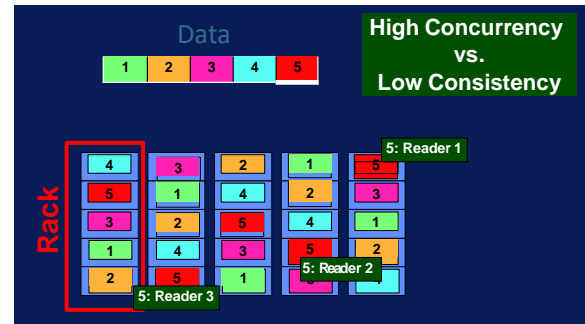 Data
High Concurrency
vs.
Low Consistency
1 2 3 4 5
5: Reader 1
4 3 2 1 5
5 1 4 2 3
3 2 5 4 1
1 4 3 5 2
5: Reader 2
2 5 1
5: Reader 3
Rack